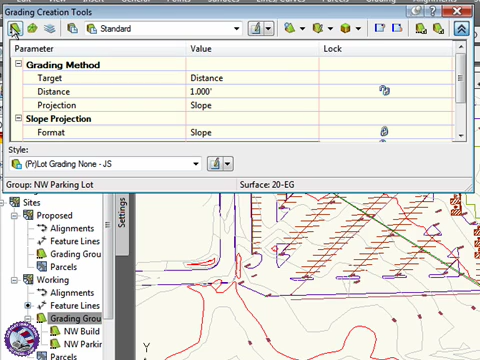 Grading Creation Tools
Standard
Parameter Value Lock
Grading Method
Target Distance
Distance 1.000'
Projection Slope
Slope Projection
Format Slope
Style:
(Pr)Lot Grading None - JS
Group: NW Parking Lot Surface: 20-EG
Sites
Proposed
Alignments
Feature Lines
Grading Grou
Parcels
Working
Alignments
Feature Lines
Grading Grou
NW Build
NW Parkin
Parcels
Settings
Y